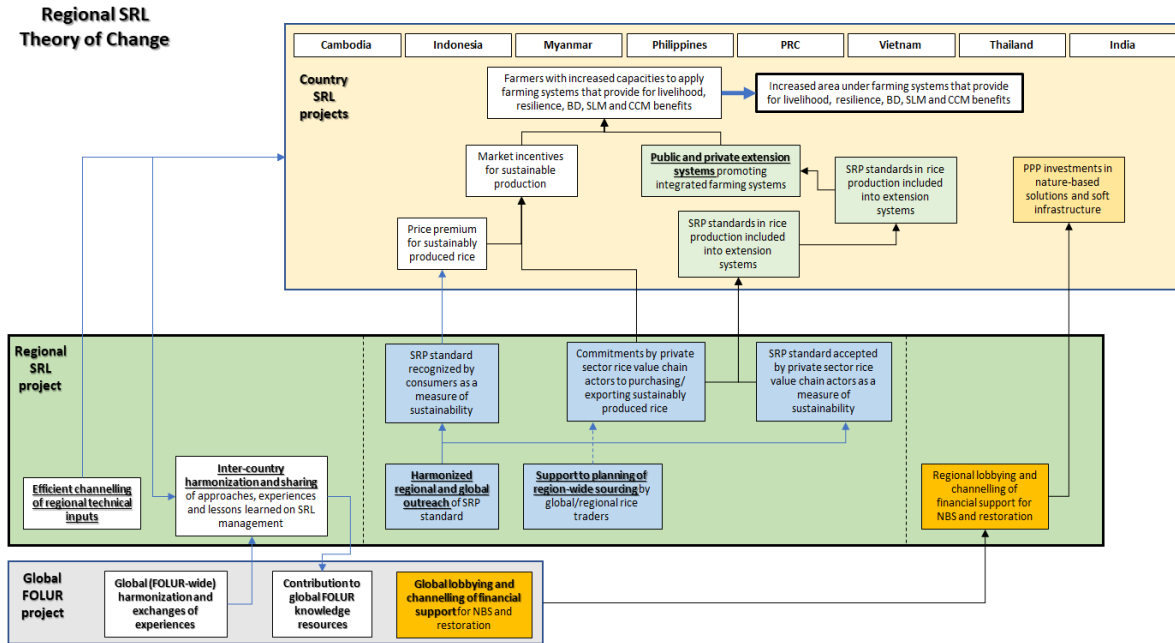 Regional SRL
Theory of Change
Cambodia
Indonesia
Myanmar
Philippines
PRC
Vietnam
Thailand
India
Country
SRL
projects
Farmers with increased capacities to apply
farming systems that provide for livelihood,
resilience, BD, SLM and CCM benefits
Increased area under farming systems that provide
for livelihood, resilience, BD, SLM and CCM benefits
Market incentives
for sustainable
production
Public and private extension
systems promoting
integrated farming systems
SRP standards in rice
production included
into extension
systems
PPP investments in
nature-based
solutions and soft
infrastructure
Price premium
for sustainably
produced rice
SRP standards in rice
production included
into extension
systems
Regional
SRL
project
SRP standard
recognized by
consumers as a
measure of
sustainability
Commitments by private
sector rice value chain
actors to purchasing/
exporting sustainably
produced rice
SRP standard accepted
by private sector rice
value chain actors as a
measure of
sustainability
Efficient channelling
of regional technical
inputs
Inter-country
harmonization and sharing
of approaches, experiences
and lessons learned on SRL
management
Harmonized
regional and global
outreach of SRP
standard
Support to planning of
region-wide sourcing by
global/regional rice
traders
Regional lobbying and
channelling of
financial support for
NBS and restoration
Global
FOLUR
project
Global (FOLUR-wide)
harmonization and
exchanges of
experiences
Contribution to
global FOLUR
knowledge
resources
Global lobbying and
channelling of financial
support for NBS and
restoration